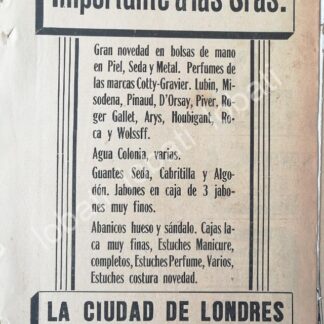 Importante a las Sras.
Gran novedad en bolsas de mano
en Piel, Seda y Metal. Perfumes de
las marcas Cotty-Gravier. Lubin, Mi-
sodena, Pinaud, D'Orsay, Piver, Ro-
ger Gallet, Arys, Houbigant, Ro-
ca y Wolssff.
Agua Colonia, varias.
Guantes Seda, Cabritilla y Algo-
dón. Jabones en caja de 3 jabo-
nes muy finos.
Abanicos hueso y sándalo. Cajas la-
ca muy finas, Estuches Manicure,
completos, Estuches Perfume, Varios,
Estuches costura novedad.
LA CIUDAD DE LONDRES